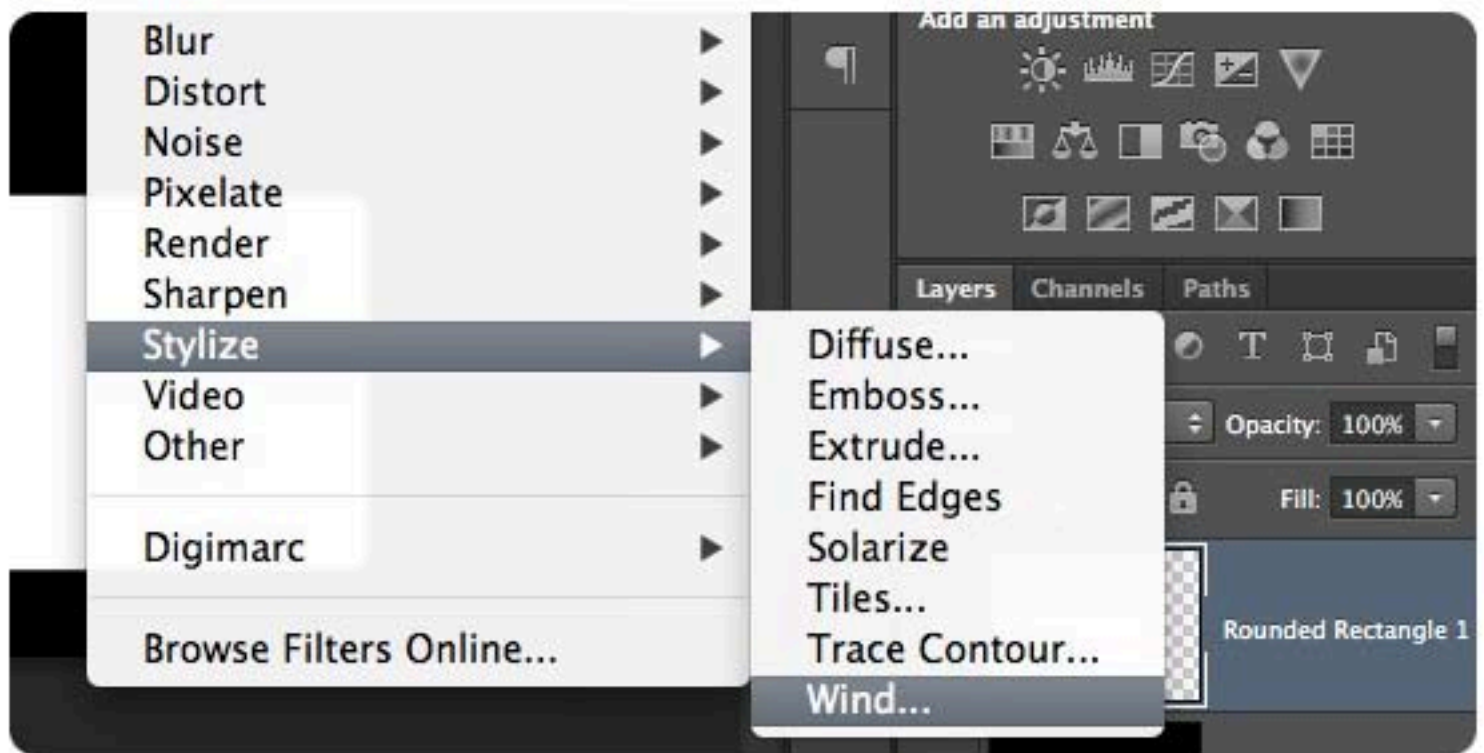 Blur
Distort
Noise
Pixelate
Render
Sharpen
Stylize
Video
Other
Digimarc
Browse Filters Online...
Diffuse...
Emboss...
Extrude...
Find Edges
Solarize
Tiles...
Trace Contour...
Wind...
Add an adjustment
Layers Channels Paths
T
Opacity: 100%
Fill: 100%
Rounded Rectangle 1